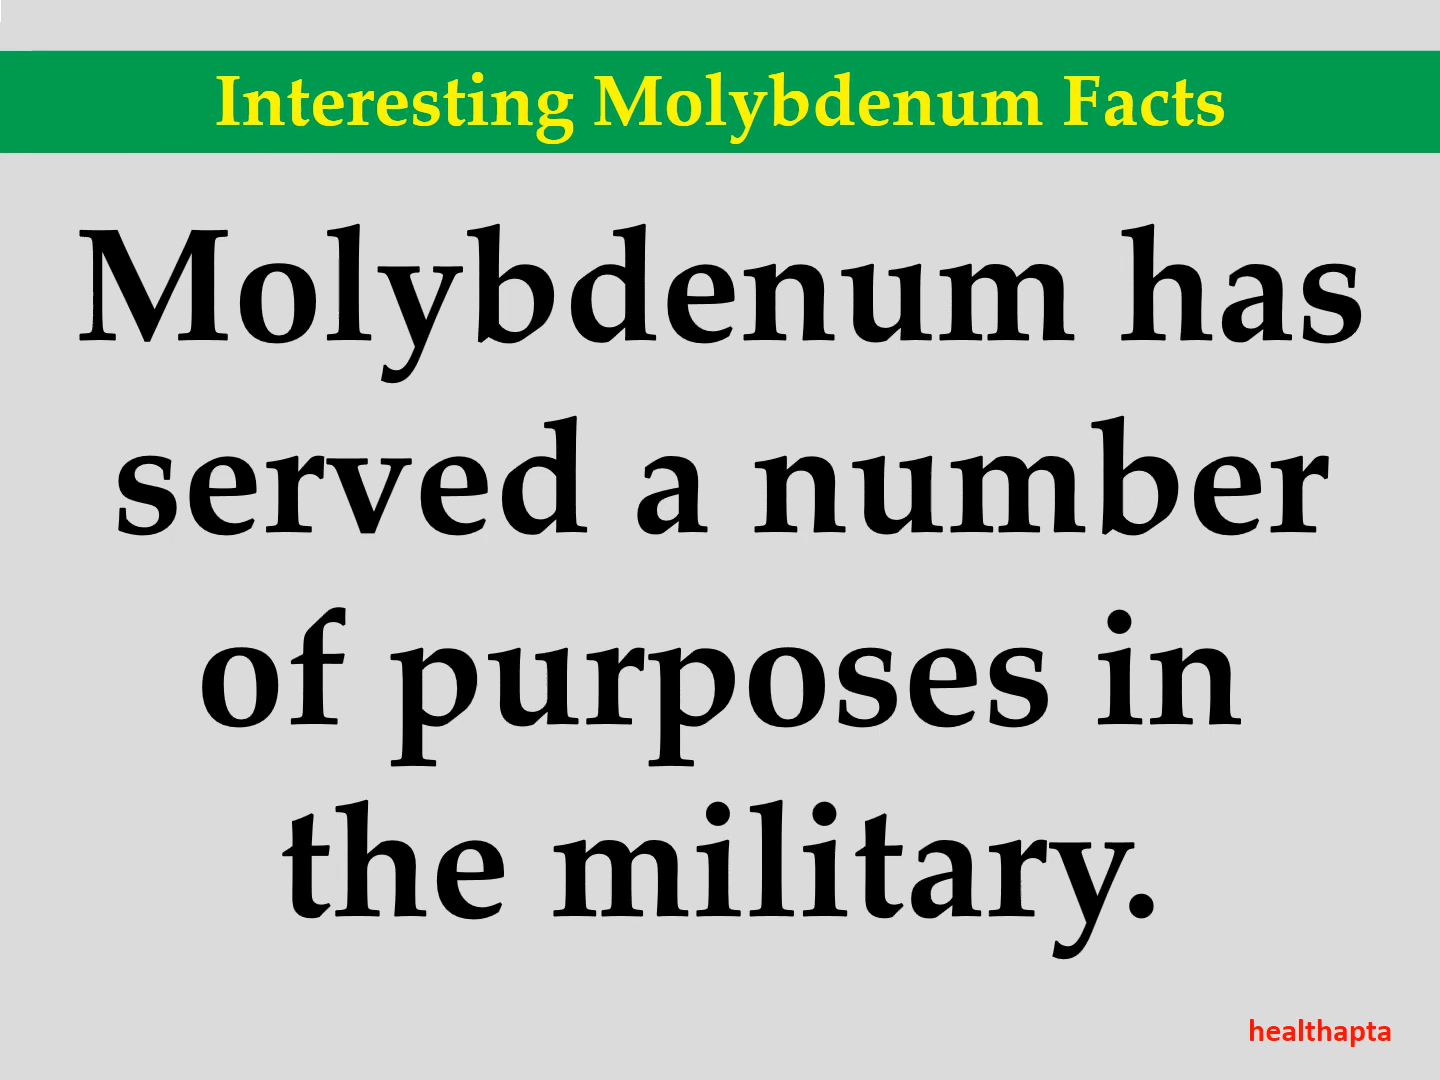 Interesting Molybdenum Facts
Molybdenum has
served a number
of purposes in
the military.
healthapta